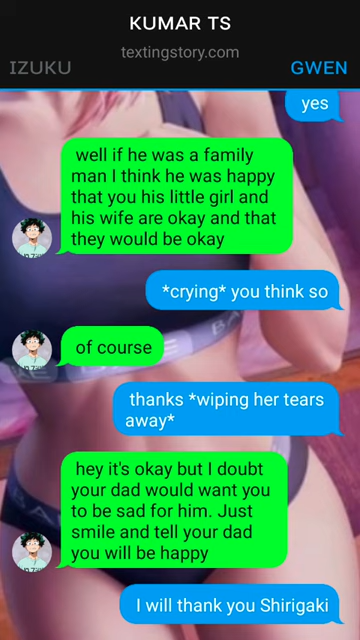 KUMAR TS
textingstory.com
IZUKU
GWEN
yes
well if he was a family
man I think he was happy
that you his little girl and
his wife are okay and that
they would be okay
*crying* you think so
of course
thanks *wiping her tears
away*
hey it's okay but I doubt
your dad would want you
to be sad for him. Just
smile and tell your dad
you will be happy
I will thank you Shirigaki